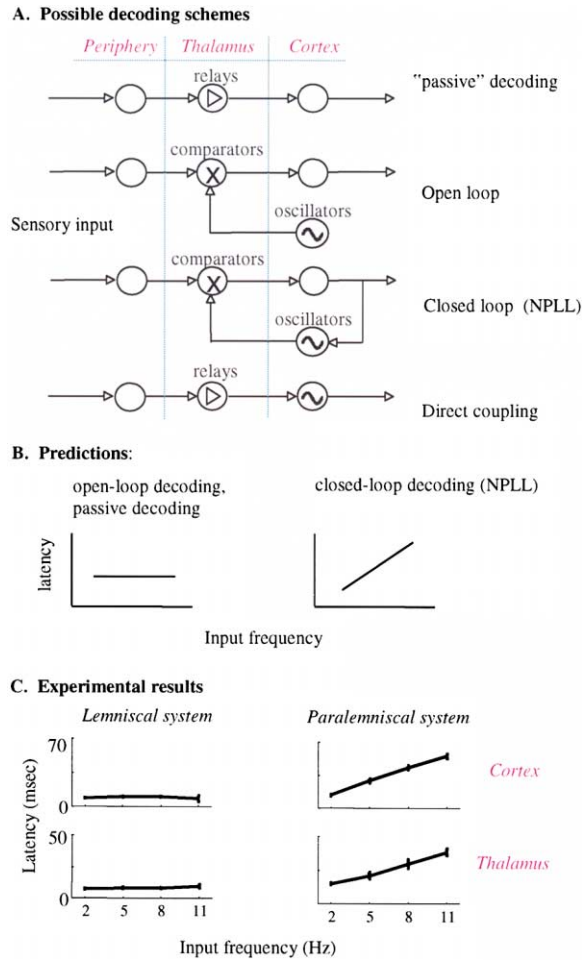 A. Possible decoding schemes
Periphery Thalamus Cortex
relays
"passive" decoding
comparators
X
Open loop
oscillators
Sensory input
comparators
X
Closed loop (NPLL)
oscillators
relays
Direct coupling
B. Predictions:
open-loop decoding,
passive decoding
closed-loop decoding (NPLL)
latency
Input frequency
C. Experimental results
Lemniscal system
Paralemniscal system
70
0
Cortex
Latency (msec)
50
0
Thalamus
2 5 8 11
2 5 8 11
Input frequency (Hz)